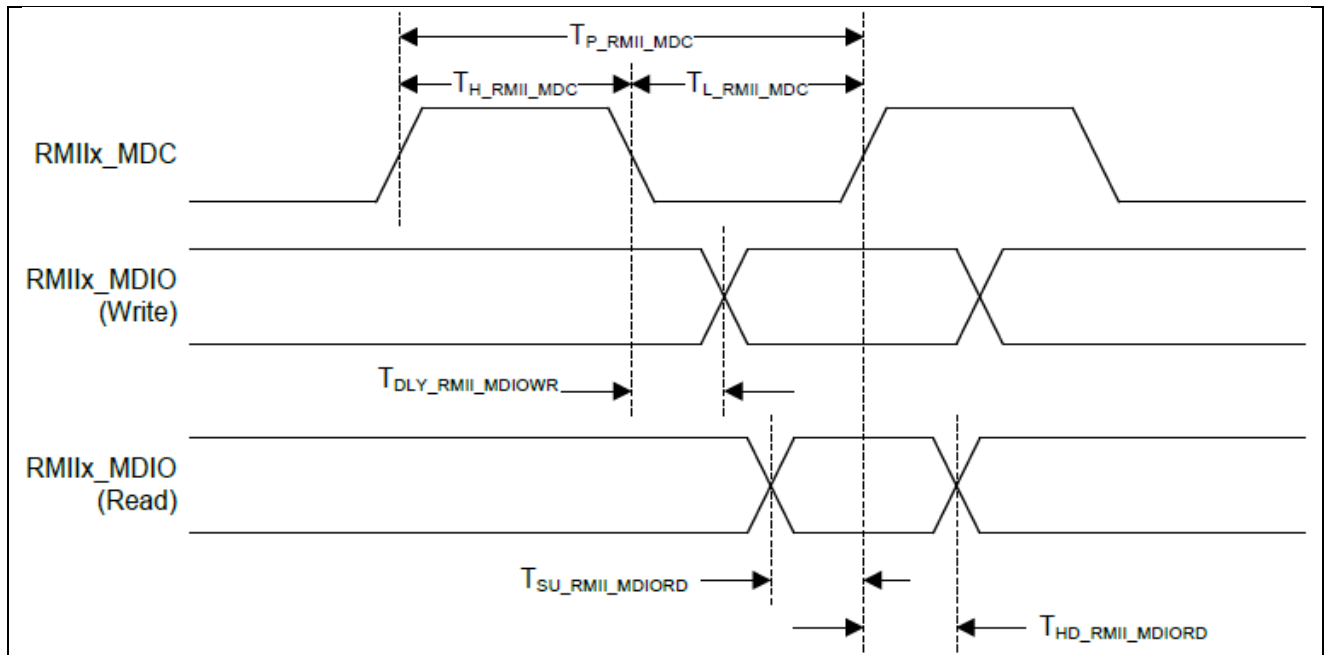 TP_RMII_MDC
TH_RMII_MDC
TL_RMII_MDC
RMIIx_MDC
RMIIx_MDIO
(Write)
TDLY_RMII_MDIOWR
RMIIx_MDIO
(Read)
TSU_RMII_MDIORD
THD_RMII_MDIORD